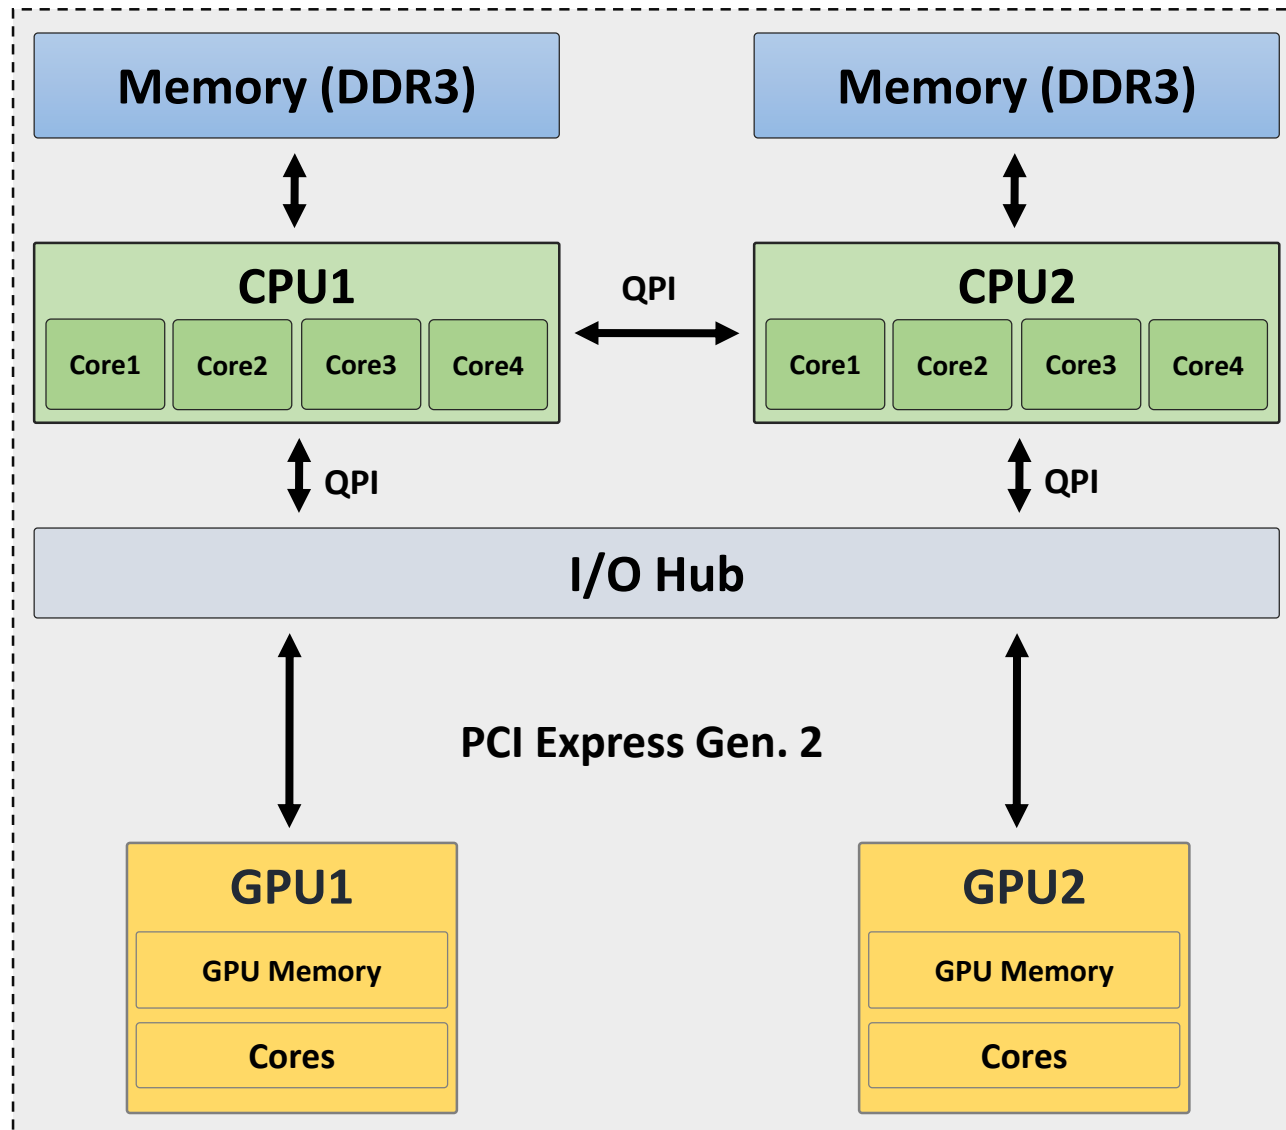 Memory (DDR3)
Memory (DDR3)
CPU1
QPI
CPU2
Core1
Core2
Core3
Core4
Core1
Core2
Core3
Core4
QPI
QPI
I/O Hub
PCI Express Gen. 2
GPU1
GPU2
GPU Memory
GPU Memory
Cores
Cores